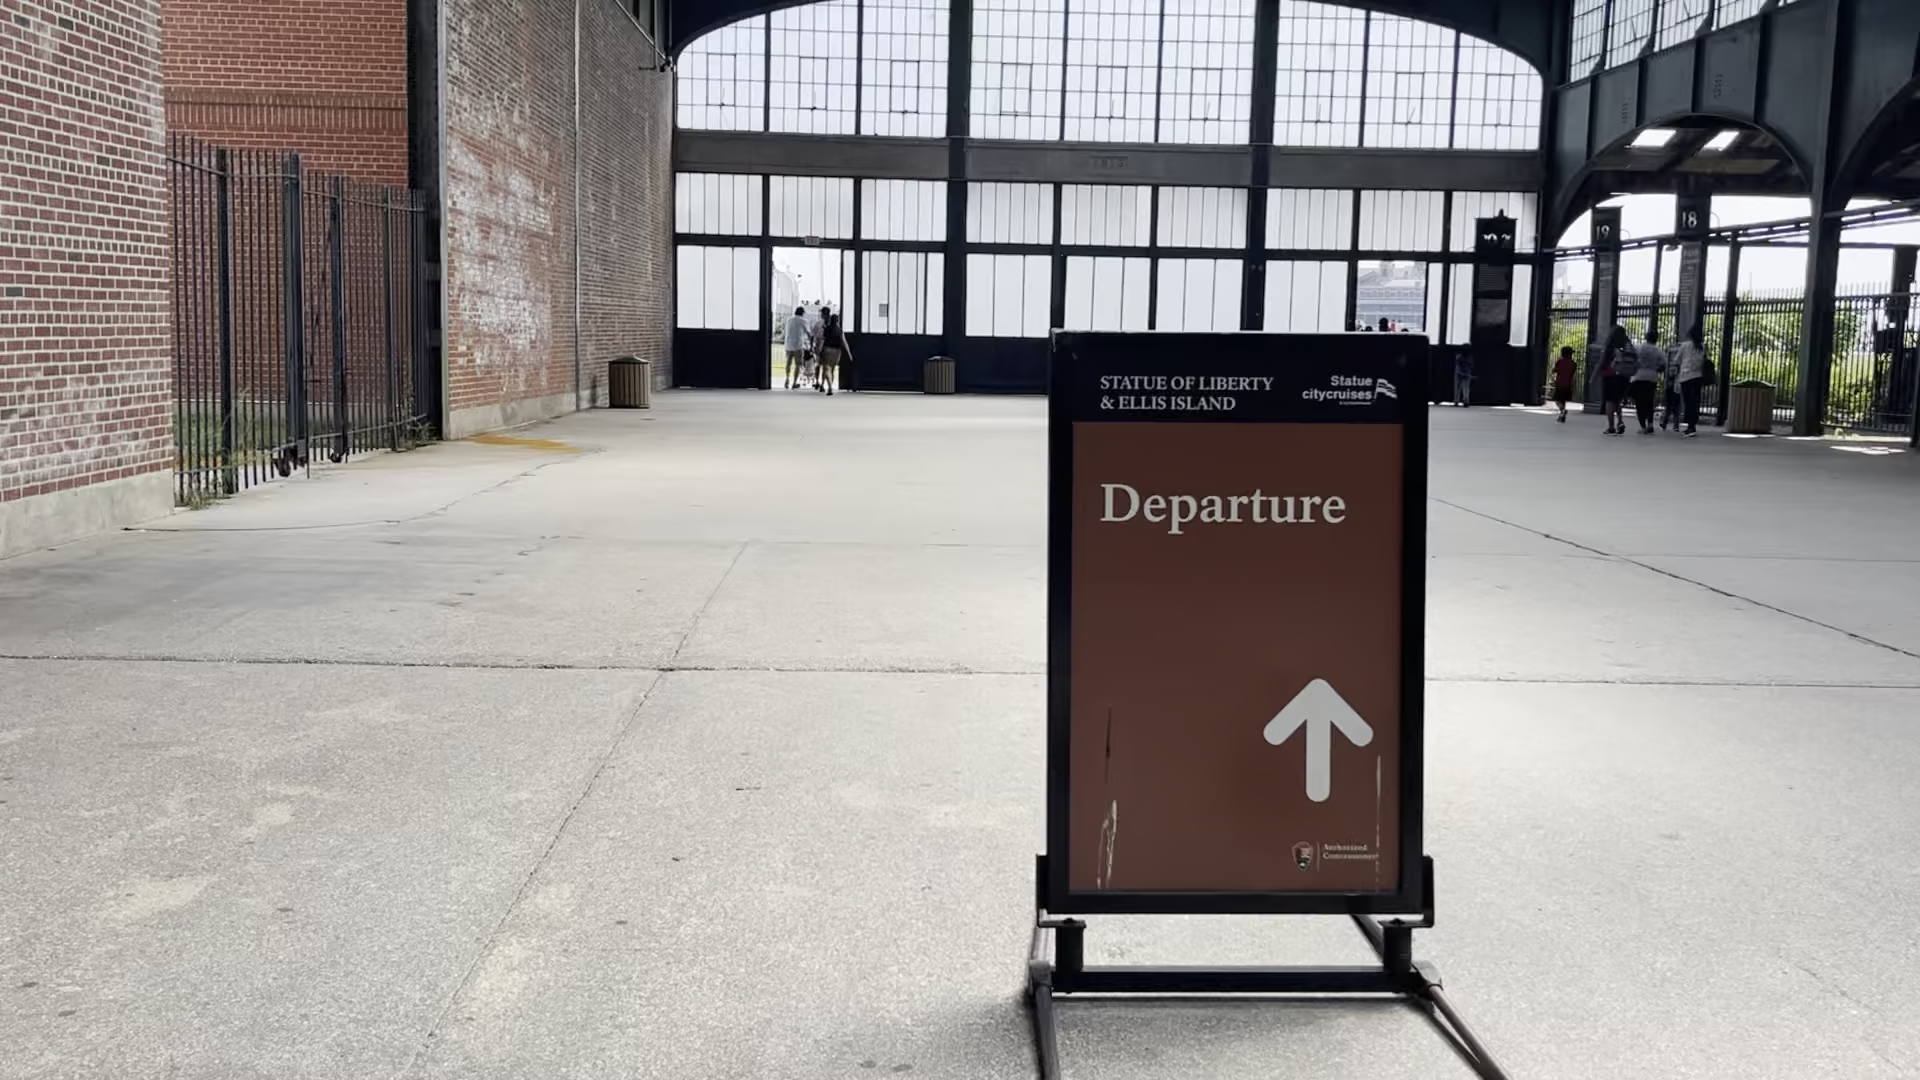 19
18
STATUE OF LIBERTY
& ELLIS ISLAND
Statue
citycruises
Departure
Authorized
Concessioner